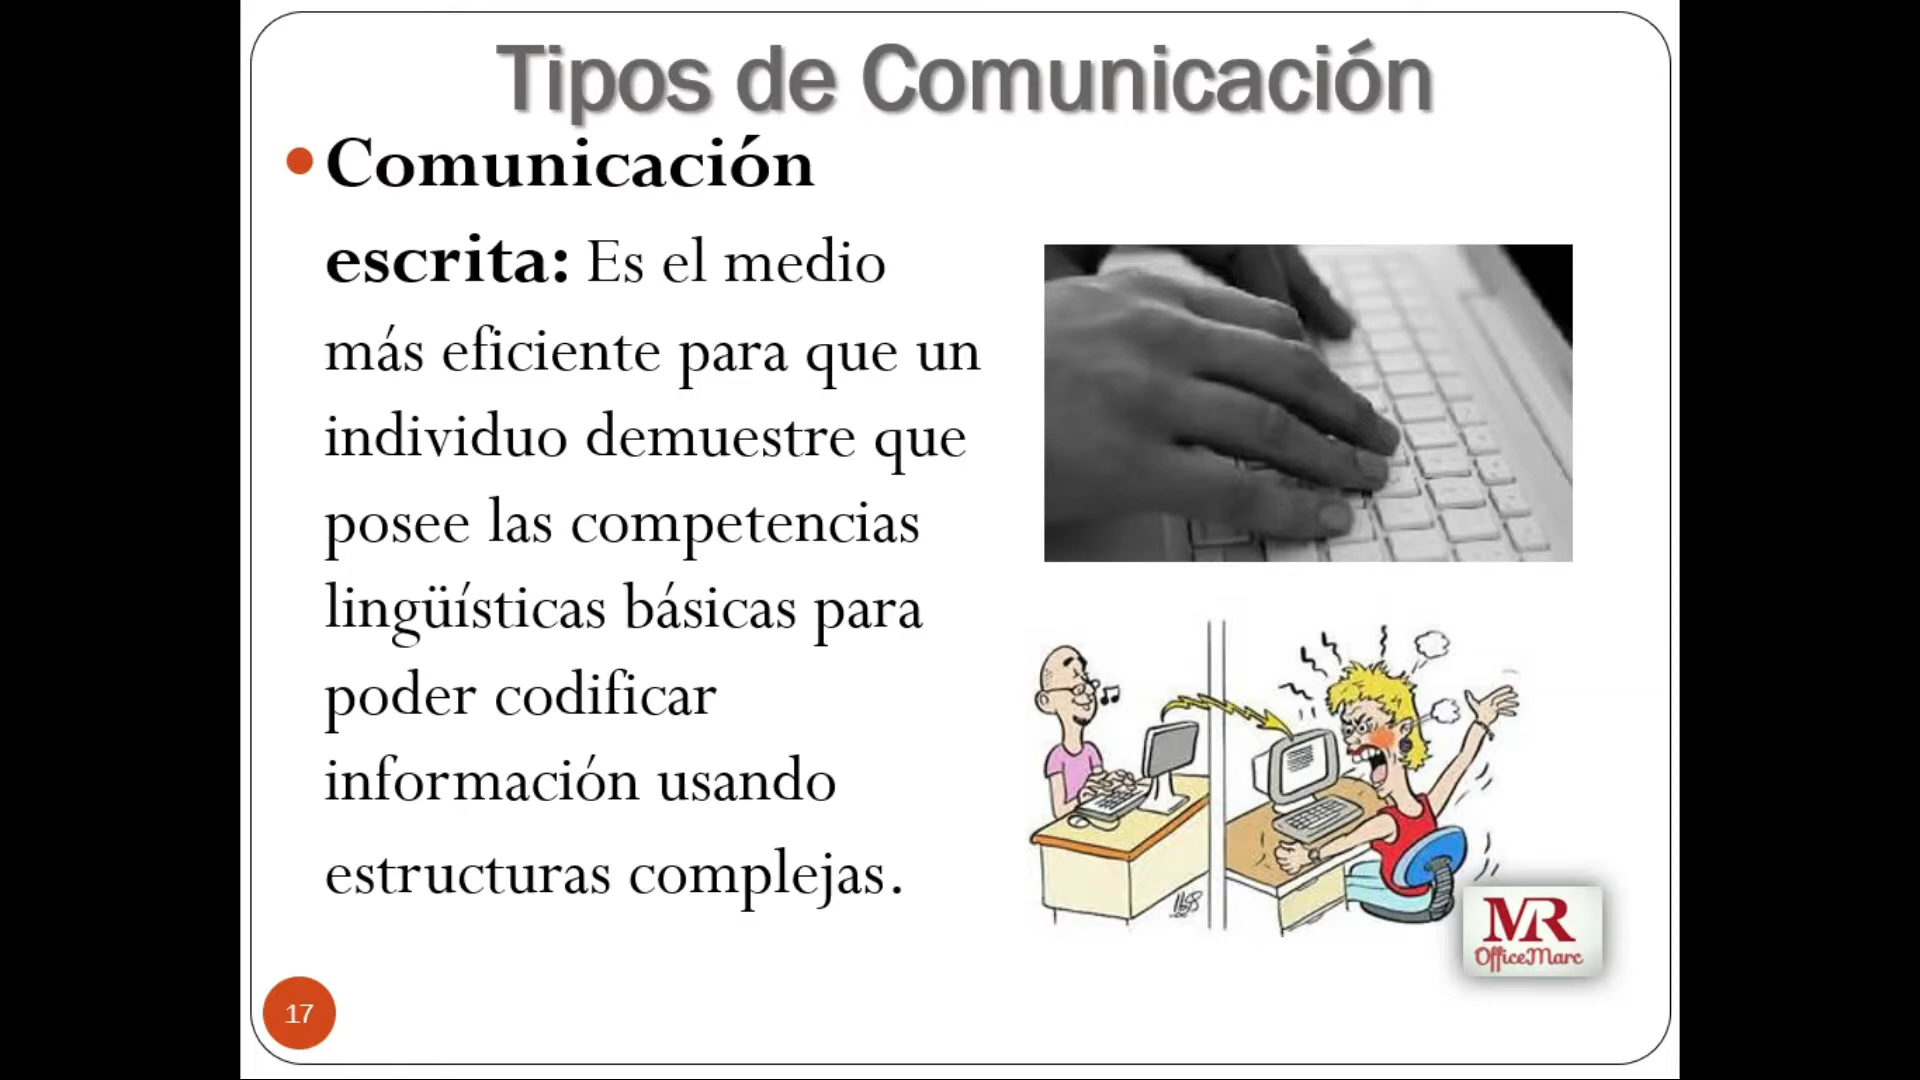 Tipos de Comunicación
Comunicación
escrita: Es el medio
más eficiente para que un
individuo demuestre que
posee las competencias
lingüísticas básicas para
poder codificar
información usando
estructuras complejas.
MR
OfficeMarc
17